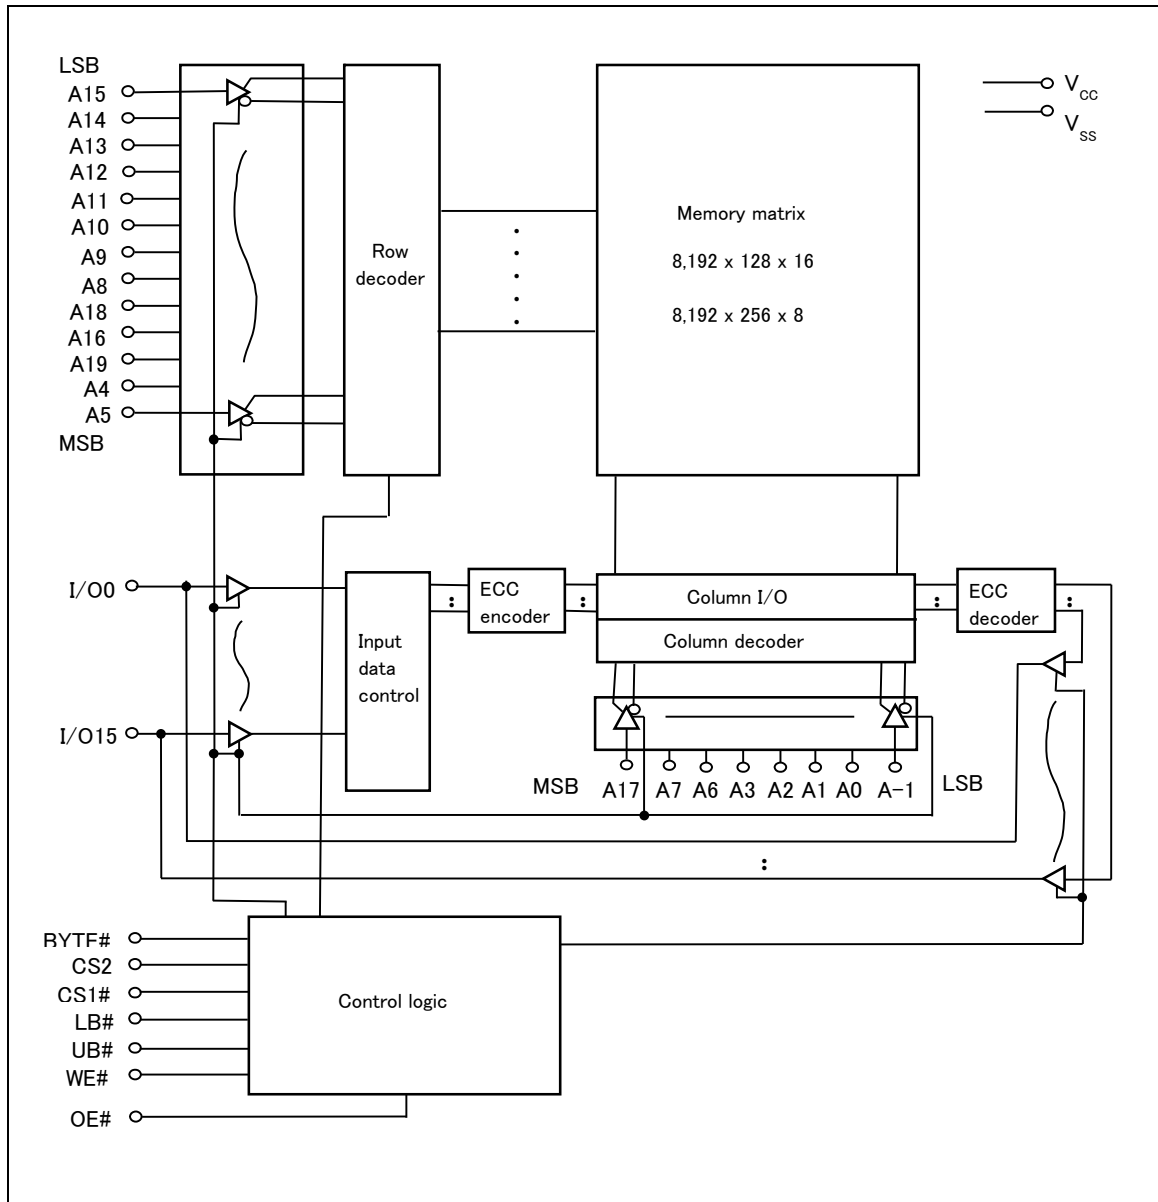 LSB
A15
A14
A13
A12
A11
A10
A9
A8
A18
A16
A19
A4
A5
MSB
Row
decoder
Memory matrix
8,192 x 128 x 16
8,192 x 256 x 8
VCC
VSS
I/O0
I/O15
Input
data
control
ECC
encoder
Column I/O
Column decoder
ECC
decoder
MSB A17 A7 A6 A3 A2 A1 A0 A-1 LSB
BYTE#
CS2
CS1#
LB#
UB#
WE#
OE#
Control logic